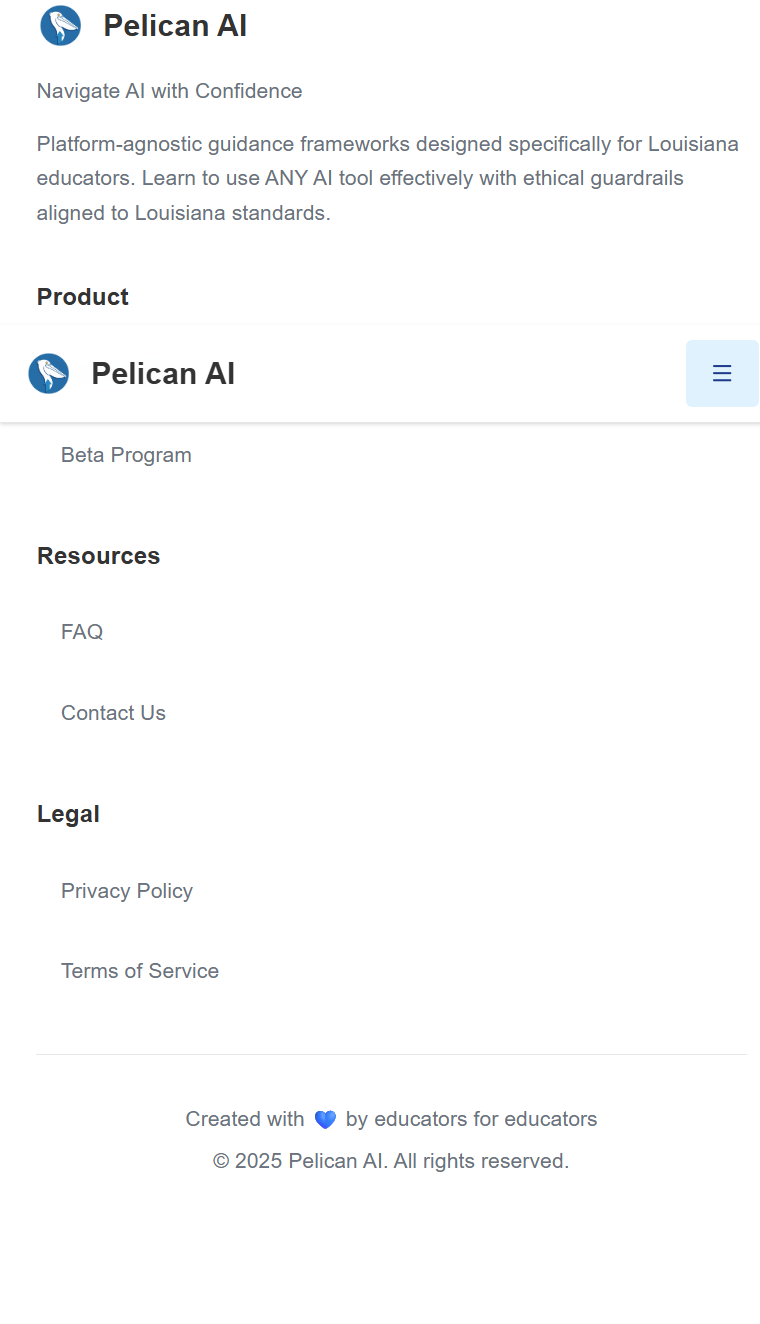 Pelican AI
Navigate AI with Confidence
Platform-agnostic guidance frameworks designed specifically for Louisiana
educators. Learn to use ANY AI tool effectively with ethical guardrails
aligned to Louisiana standards.
Product
Pelican AI
Beta Program
Resources
FAQ
Contact Us
Legal
Privacy Policy
Terms of Service
Created with 💙 by educators for educators
© 2025 Pelican AI. All rights reserved.